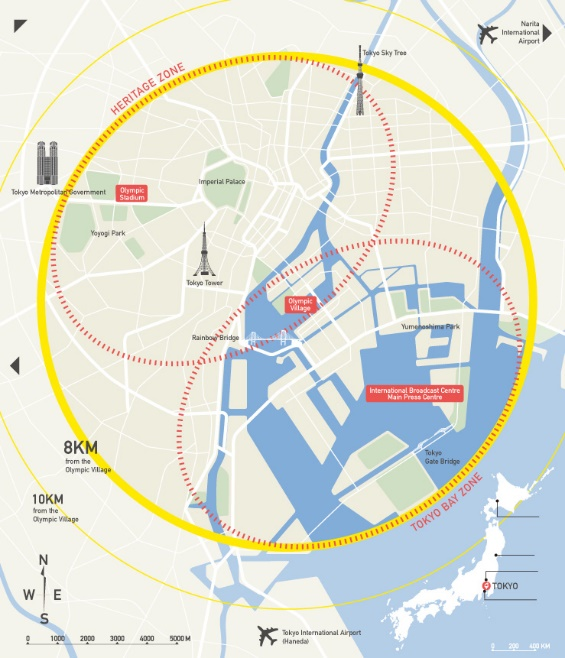 Narita
International
Airport
Tokyo Sky Tree
HERITAGE ZONE
Tokyo Metropolitan Government
Olympic
Stadium
Imperial Palace
Yoyogi Park
Tokyo Tower
Olympic
Village
Rainbow Bridge
Yumenoshima Park
International Broadcast Centre
Main Press Centre
8KM
from the
Olympic Village
Tokyo
Gate Bridge
TOKYO BAY ZONE
10KM
from the
Olympic Village
N
W E
S
TOKYO
0 1000 2000 3000 4000 5000 M
Tokyo International Airport
(Haneda)
0 200 400 KM